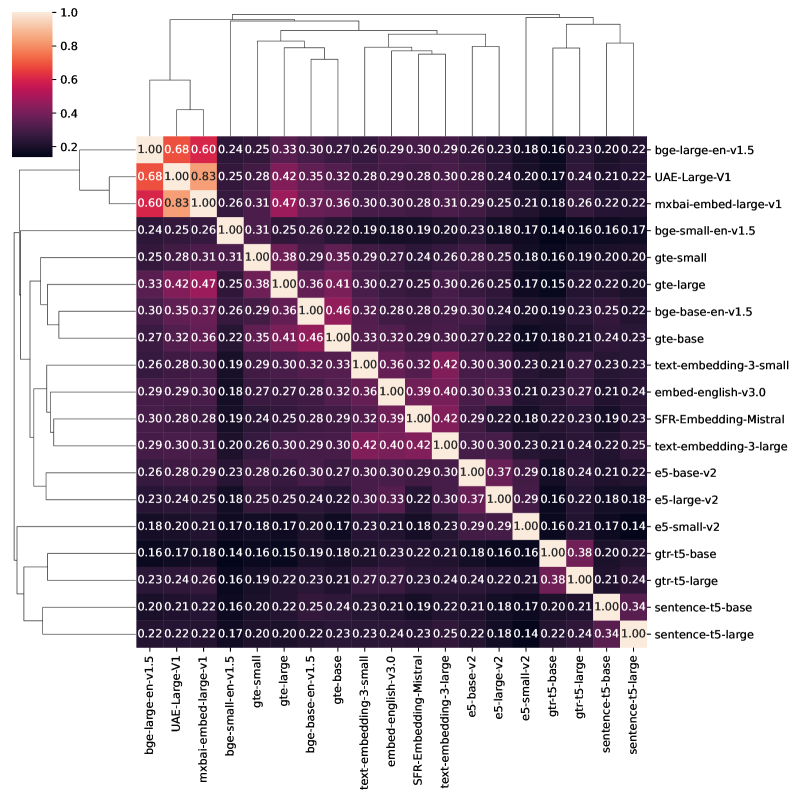 1.0
0.8
0.6
0.4
0.2
1.00 0.68 0.60 0.24 0.25 0.33 0.30 0.27 0.26 0.29 0.30 0.29 0.26 0.23 0.18 0.16 0.23 0.20 0.22 bge-large-en-v1.5
0.68 1.00 0.83 0.25 0.28 0.42 0.35 0.32 0.28 0.29 0.28 0.30 0.28 0.24 0.20 0.17 0.24 0.21 0.22 UAE-Large-V1
0.60 0.83 1.00 0.26 0.31 0.47 0.37 0.36 0.30 0.30 0.28 0.31 0.29 0.25 0.21 0.18 0.26 0.22 0.22 mxbai-embed-large-v1
0.24 0.25 0.26 1.00 0.31 0.25 0.26 0.22 0.19 0.18 0.19 0.20 0.23 0.18 0.17 0.14 0.16 0.16 0.17 bge-small-en-v1.5
0.25 0.28 0.31 0.31 1.00 0.38 0.29 0.35 0.29 0.27 0.24 0.26 0.28 0.25 0.18 0.16 0.19 0.20 0.20 gte-small
0.33 0.42 0.47 0.25 0.38 1.00 0.36 0.41 0.30 0.27 0.25 0.30 0.26 0.25 0.17 0.15 0.22 0.22 0.20 gte-large
0.30 0.35 0.37 0.26 0.29 0.36 1.00 0.46 0.32 0.28 0.28 0.29 0.30 0.24 0.20 0.19 0.23 0.25 0.22 bge-base-en-v1.5
0.27 0.32 0.36 0.22 0.35 0.41 0.46 1.00 0.33 0.32 0.29 0.30 0.27 0.22 0.17 0.18 0.21 0.24 0.23 gte-base
0.26 0.28 0.30 0.19 0.29 0.30 0.32 0.33 1.00 0.36 0.32 0.42 0.30 0.30 0.23 0.21 0.27 0.23 0.23 text-embedding-3-small
0.29 0.29 0.30 0.18 0.27 0.27 0.28 0.32 0.36 1.00 0.39 0.40 0.30 0.33 0.21 0.23 0.27 0.21 0.24 embed-english-v3.0
0.30 0.28 0.28 0.19 0.24 0.25 0.28 0.29 0.32 0.39 1.00 0.42 0.29 0.22 0.18 0.22 0.23 0.19 0.23 SFR-Embedding-Mistral
0.29 0.30 0.31 0.20 0.26 0.30 0.29 0.30 0.42 0.40 0.42 1.00 0.30 0.30 0.23 0.21 0.24 0.22 0.25 text-embedding-3-large
0.26 0.28 0.29 0.23 0.28 0.26 0.30 0.27 0.30 0.30 0.29 0.30 1.00 0.37 0.29 0.18 0.24 0.21 0.22 e5-base-v2
0.23 0.24 0.25 0.18 0.25 0.25 0.24 0.22 0.30 0.33 0.22 0.30 0.37 1.00 0.29 0.16 0.22 0.18 0.18 e5-large-v2
0.18 0.20 0.21 0.17 0.18 0.17 0.20 0.17 0.23 0.21 0.18 0.23 0.29 0.29 1.00 0.16 0.21 0.17 0.14 e5-small-v2
0.16 0.17 0.18 0.14 0.16 0.15 0.19 0.18 0.21 0.23 0.22 0.21 0.18 0.16 0.16 1.00 0.38 0.20 0.22 gtr-t5-base
0.23 0.24 0.26 0.16 0.19 0.22 0.23 0.21 0.27 0.27 0.23 0.24 0.24 0.22 0.21 0.38 1.00 0.21 0.24 gtr-t5-large
0.20 0.21 0.22 0.16 0.20 0.22 0.25 0.24 0.23 0.21 0.19 0.22 0.21 0.18 0.17 0.20 0.21 1.00 0.34 sentence-t5-base
0.22 0.22 0.22 0.17 0.20 0.20 0.22 0.23 0.23 0.24 0.23 0.25 0.22 0.18 0.14 0.22 0.24 0.34 1.00 sentence-t5-large
bge-large-en-v1.5
UAE-Large-V1
mxbai-embed-large-v1
bge-small-en-v1.5
gte-small
gte-large
bge-base-en-v1.5
gte-base
text-embedding-3-small
embed-english-v3.0
SFR-Embedding-Mistral
text-embedding-3-large
e5-base-v2
e5-large-v2
e5-small-v2
gtr-t5-base
gtr-t5-large
sentence-t5-base
sentence-t5-large